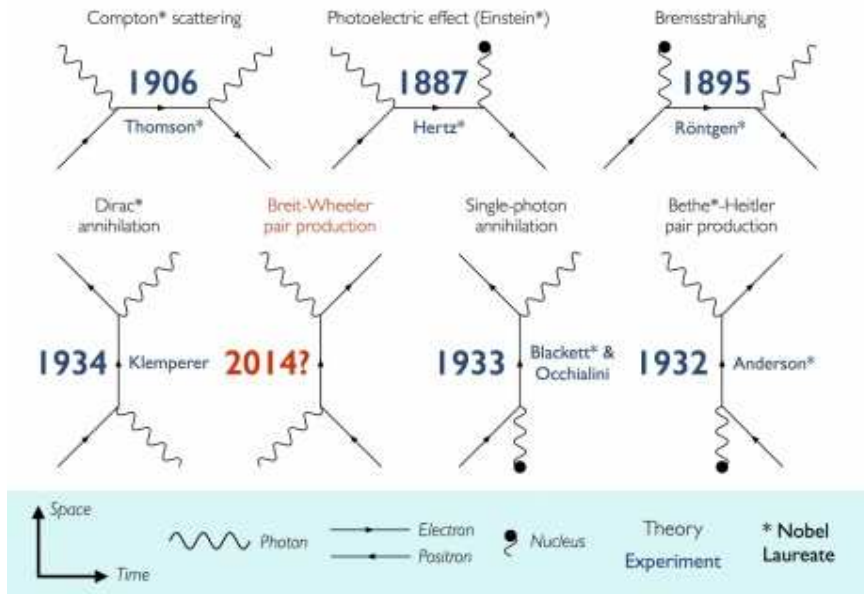 Compton* scattering
Photoelectric effect (Einstein*)
Bremsstrahlung
1906
Thomson*
1887
Hertz*
1895
Röntgen*
Dirac*
annihilation
Breit-Wheeler
pair production
Single-photon
annihilation
Bethe*-Heitler
pair production
1934
Klemperer
2014?
1933
Blackett* &
Occhialini
1932
Anderson*
Space
Time
Photon
Electron
Positron
Nucleus
Theory
Experiment
* Nobel
Laureate